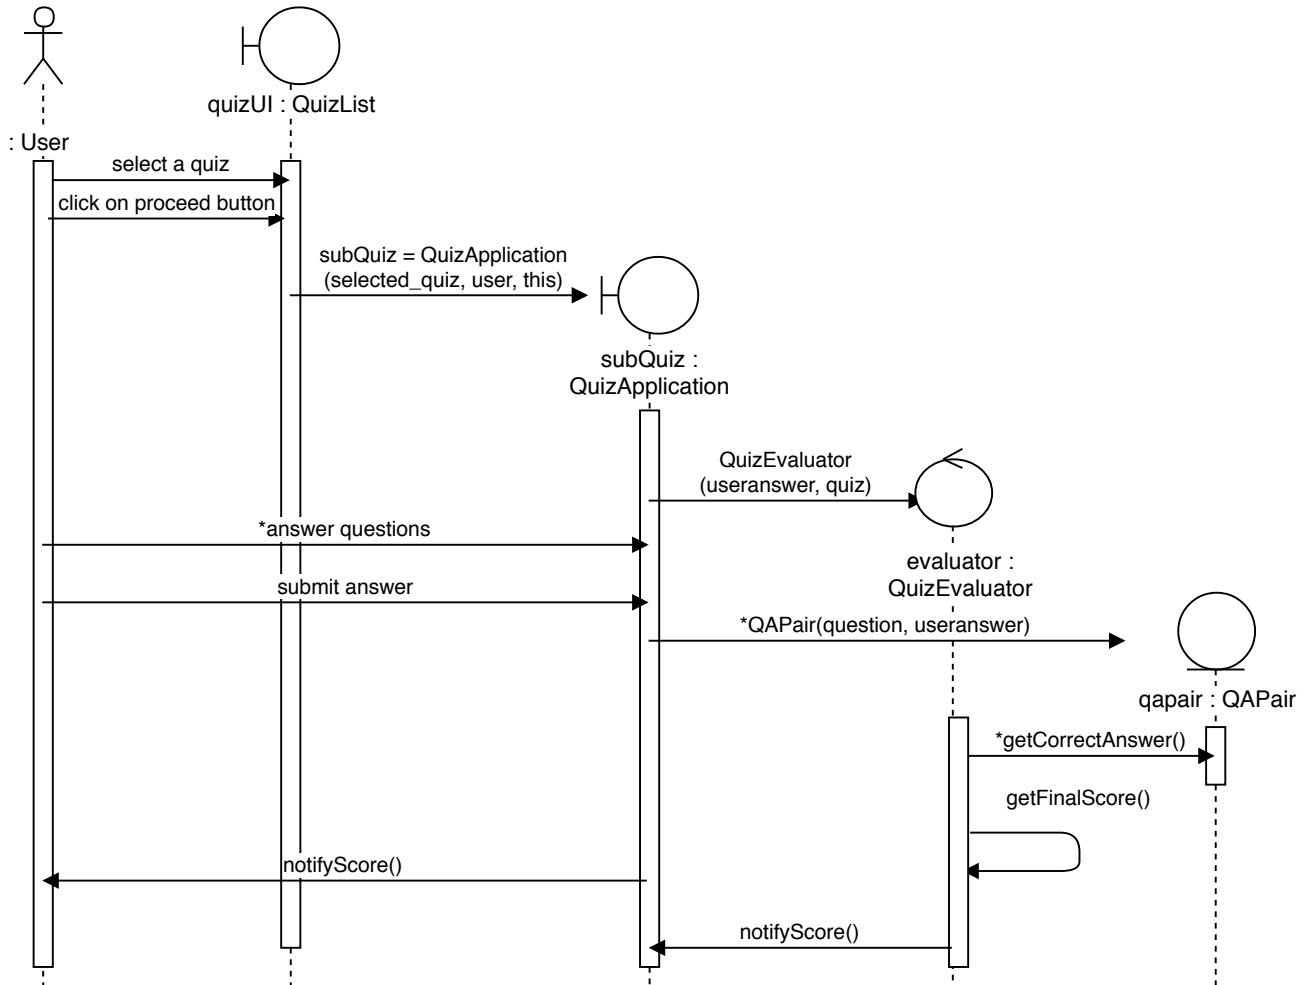 quizUI : QuizList
: User
select a quiz
click on proceed button
subQuiz = QuizApplication
(selected_quiz, user, this)
subQuiz :
QuizApplication
QuizEvaluator
(useranswer, quiz)
*answer questions
evaluator :
QuizEvaluator
submit answer
*QAPair(question, useranswer)
qapair : QAPair
*getCorrectAnswer()
getFinalScore()
notifyScore()
notifyScore()